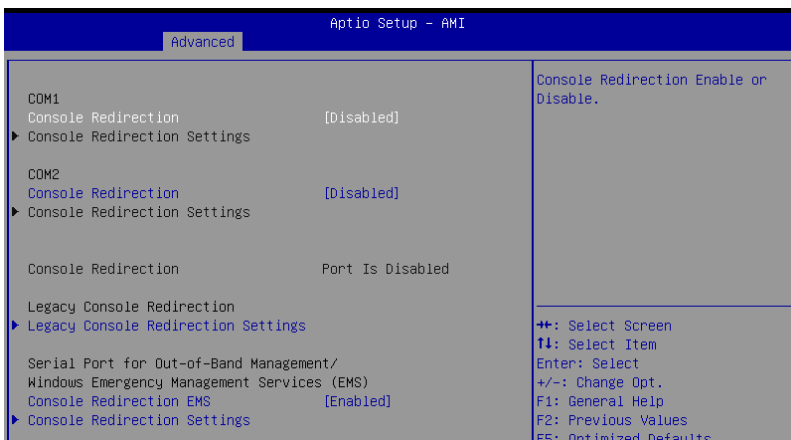 Aptio Setup – AMI
Advanced
COM1
Console Redirection [Disabled]
Console Redirection Settings
COM2
Console Redirection [Disabled]
Console Redirection Settings
Console Redirection Port Is Disabled
Legacy Console Redirection
Legacy Console Redirection Settings
Serial Port for Out-of-Band Management/
Windows Emergency Management Services (EMS)
Console Redirection EMS [Enabled]
Console Redirection Settings
Console Redirection Enable or
Disable.
→←: Select Screen
↑↓: Select Item
Enter: Select
+/-: Change Opt.
F1: General Help
F2: Previous Values
F5: Optimized Defaults